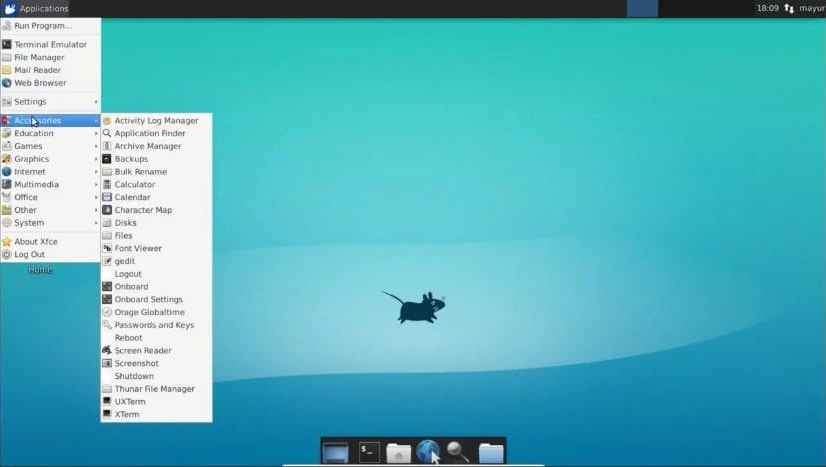 Applications
18:09
mayur
Run Program...
Terminal Emulator
File Manager
Mail Reader
Web Browser
Settings
Accessories
Education
Games
Graphics
Internet
Multimedia
Office
Other
System
About Xfce
Log Out
Home
Activity Log Manager
Application Finder
Archive Manager
Backups
Bulk Rename
Calculator
Calendar
Character Map
Disks
Files
Font Viewer
gedit
Logout
Onboard
Onboard Settings
Orage Globaltime
Passwords and Keys
Reboot
Screen Reader
Screenshot
Shutdown
Thunar File Manager
UXTerm
XTerm
$_